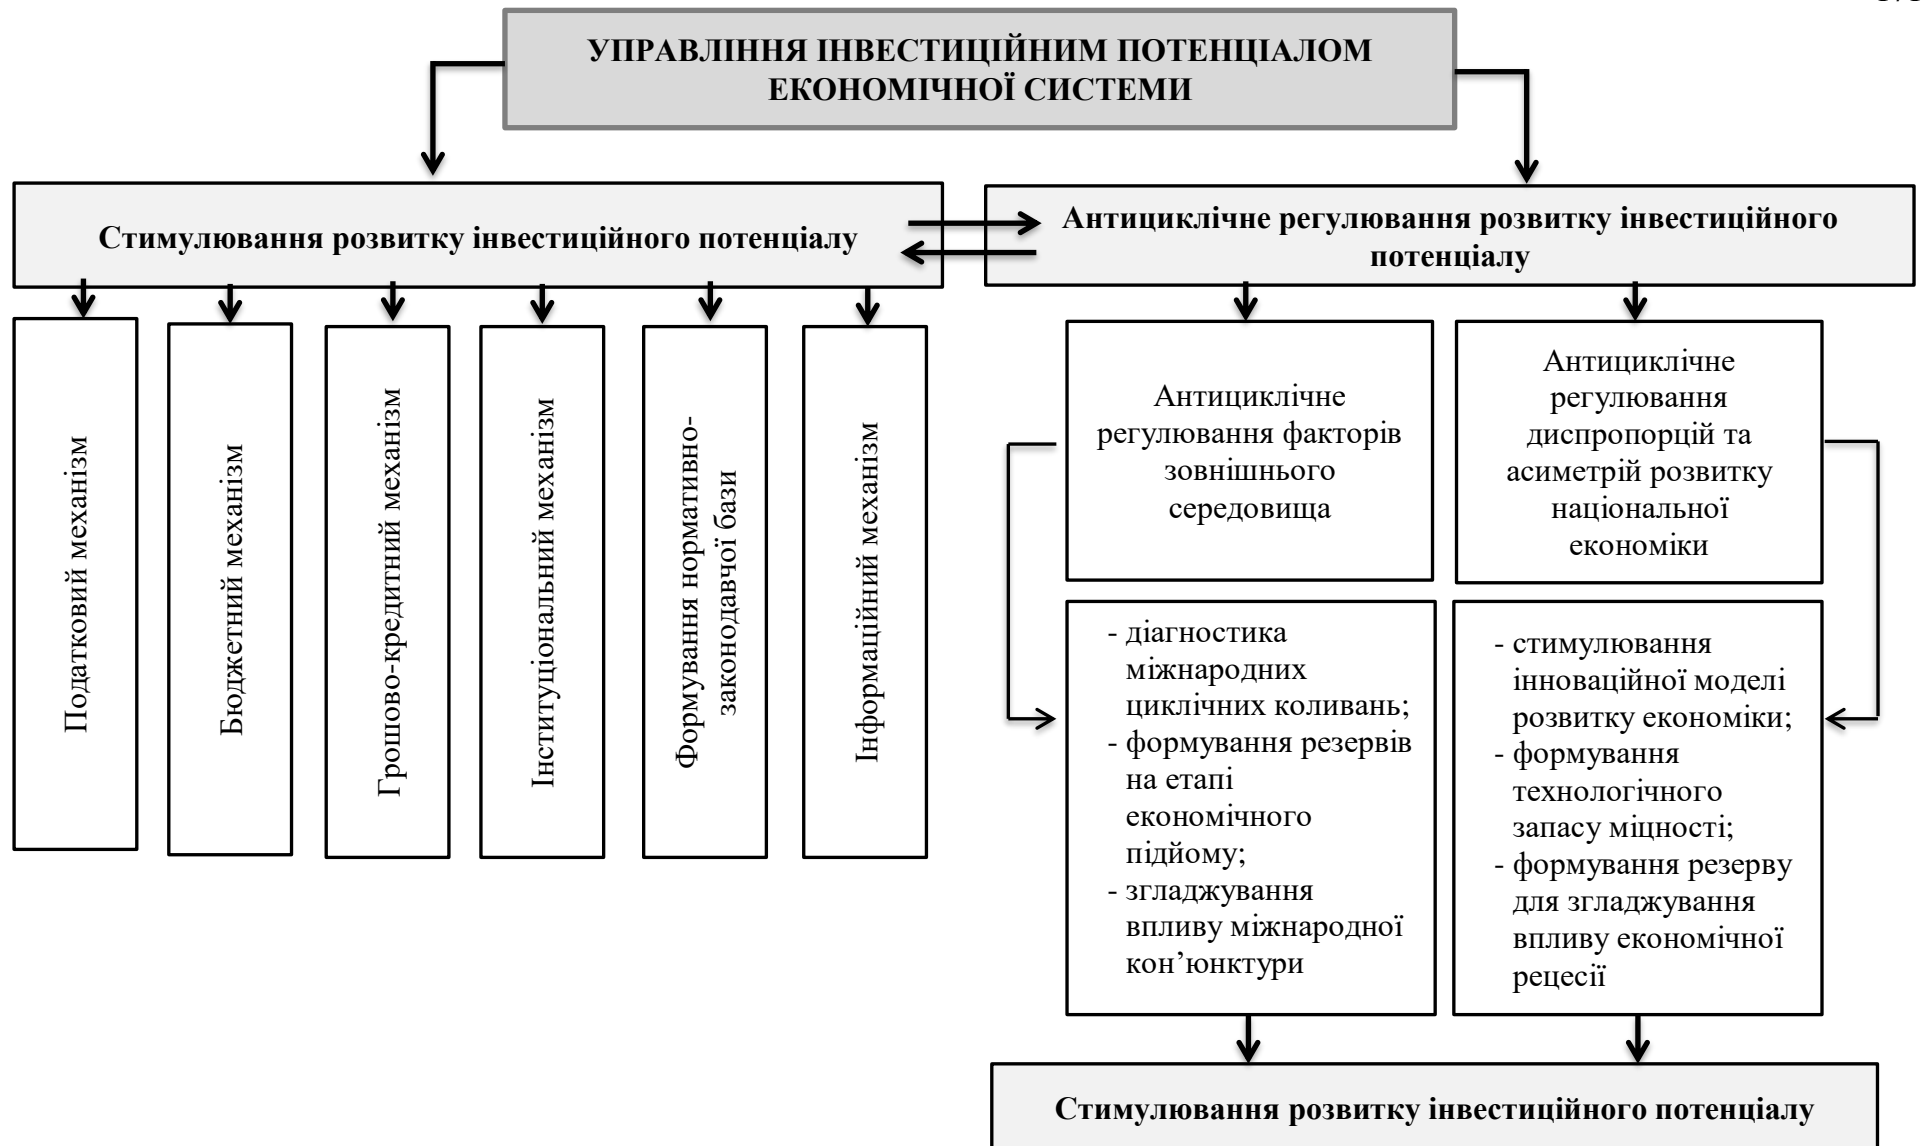 УПРАВЛІННЯ ІНВЕСТИЦІЙНИМ ПОТЕНЦІАЛОМ
ЕКОНОМІЧНОЇ СИСТЕМИ
Стимулювання розвитку інвестиційного потенціалу
Антициклічне регулювання розвитку інвестиційного
потенціалу
Податковий механізм
Бюджетний механізм
Грошово-кредитний механізм
Інституціональний механізм
Формування нормативно-
законодавчої бази
Інформаційний механізм
Антициклічне
регулювання факторів
зовнішнього
середовища
Антициклічне
регулювання
диспропорцій та
асиметрій розвитку
національної
економіки
- діагностика
міжнародних
циклічних коливань;
- формування резервів
на етапі
економічного
підйому;
- згладжування
впливу міжнародної
кон’юнктури
- стимулювання
інноваційної моделі
розвитку економіки;
- формування
технологічного
запасу міцності;
- формування резерву
для згладжування
впливу економічної
рецесії
Стимулювання розвитку інвестиційного потенціалу